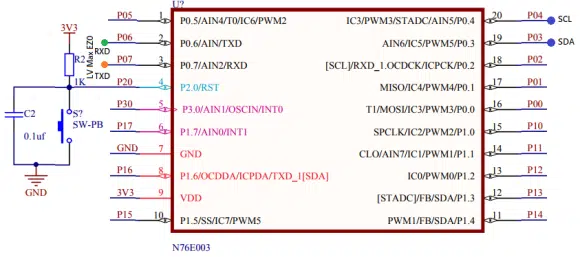 U?
P05 1 P0.5/AIN4/T0/IC6/PWM2 IC3/PWM3/STADC/AIN5/P0.4 20 P04 SCL
P06 2 P0.6/AIN/TXD AIN6/IC5/PWM5/P0.3 19 P03 SDA
P07 3 P0.7/AIN2/RXD [SCL]/RXD_1.OCDCK/ICPCK/P0.2 18 P02
P20 4 P2.0/RST MISO/IC4/PWM4/P0.1 17 P01
P30 5 P3.0/AIN1/OSCIN/INT0 T1/MOSI/IC3/PWM3/P0.0 16 P00
P17 6 P1.7/AIN0/INT1 SPCLK/IC2/PWM2/P1.0 15 P10
GND 7 GND CLO/AIN7/IC1/PWM1/P1.1 14 P11
P16 8 P1.6/OCDDA/ICPDA/TXD_1[SDA] IC0/PWM0/P1.2 13 P12
3V3 9 VDD [STADC]/FB/SDA/P1.3 12 P13
P15 10 P1.5/SS/IC7/PWM5 PWM1/FB/SDA/P1.4 11 P14
N76E003
3V3
R2
1K
LV Max EZ0
RXD
TXD
C2
0.1uf
S?
SW-PB
GND